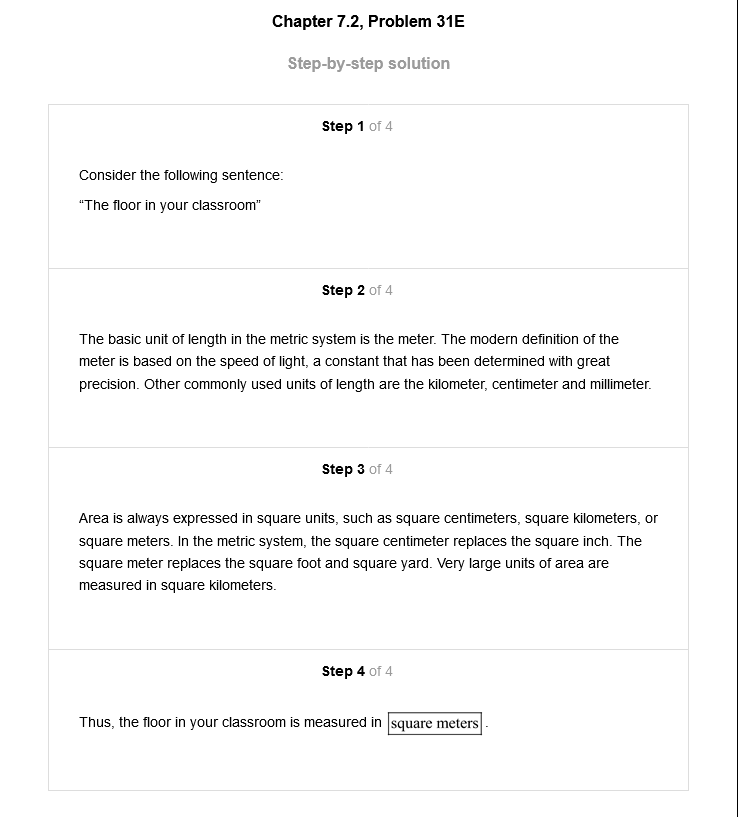 Chapter 7.2, Problem 31E
Step-by-step solution
Step 1 of 4
Consider the following sentence:
“The floor in your classroom”
Step 2 of 4
The basic unit of length in the metric system is the meter. The modern definition of the
meter is based on the speed of light, a constant that has been determined with great
precision. Other commonly used units of length are the kilometer, centimeter and millimeter.
Step 3 of 4
Area is always expressed in square units, such as square centimeters, square kilometers, or
square meters. In the metric system, the square centimeter replaces the square inch. The
square meter replaces the square foot and square yard. Very large units of area are
measured in square kilometers.
Step 4 of 4
Thus, the floor in your classroom is measured in square meters .